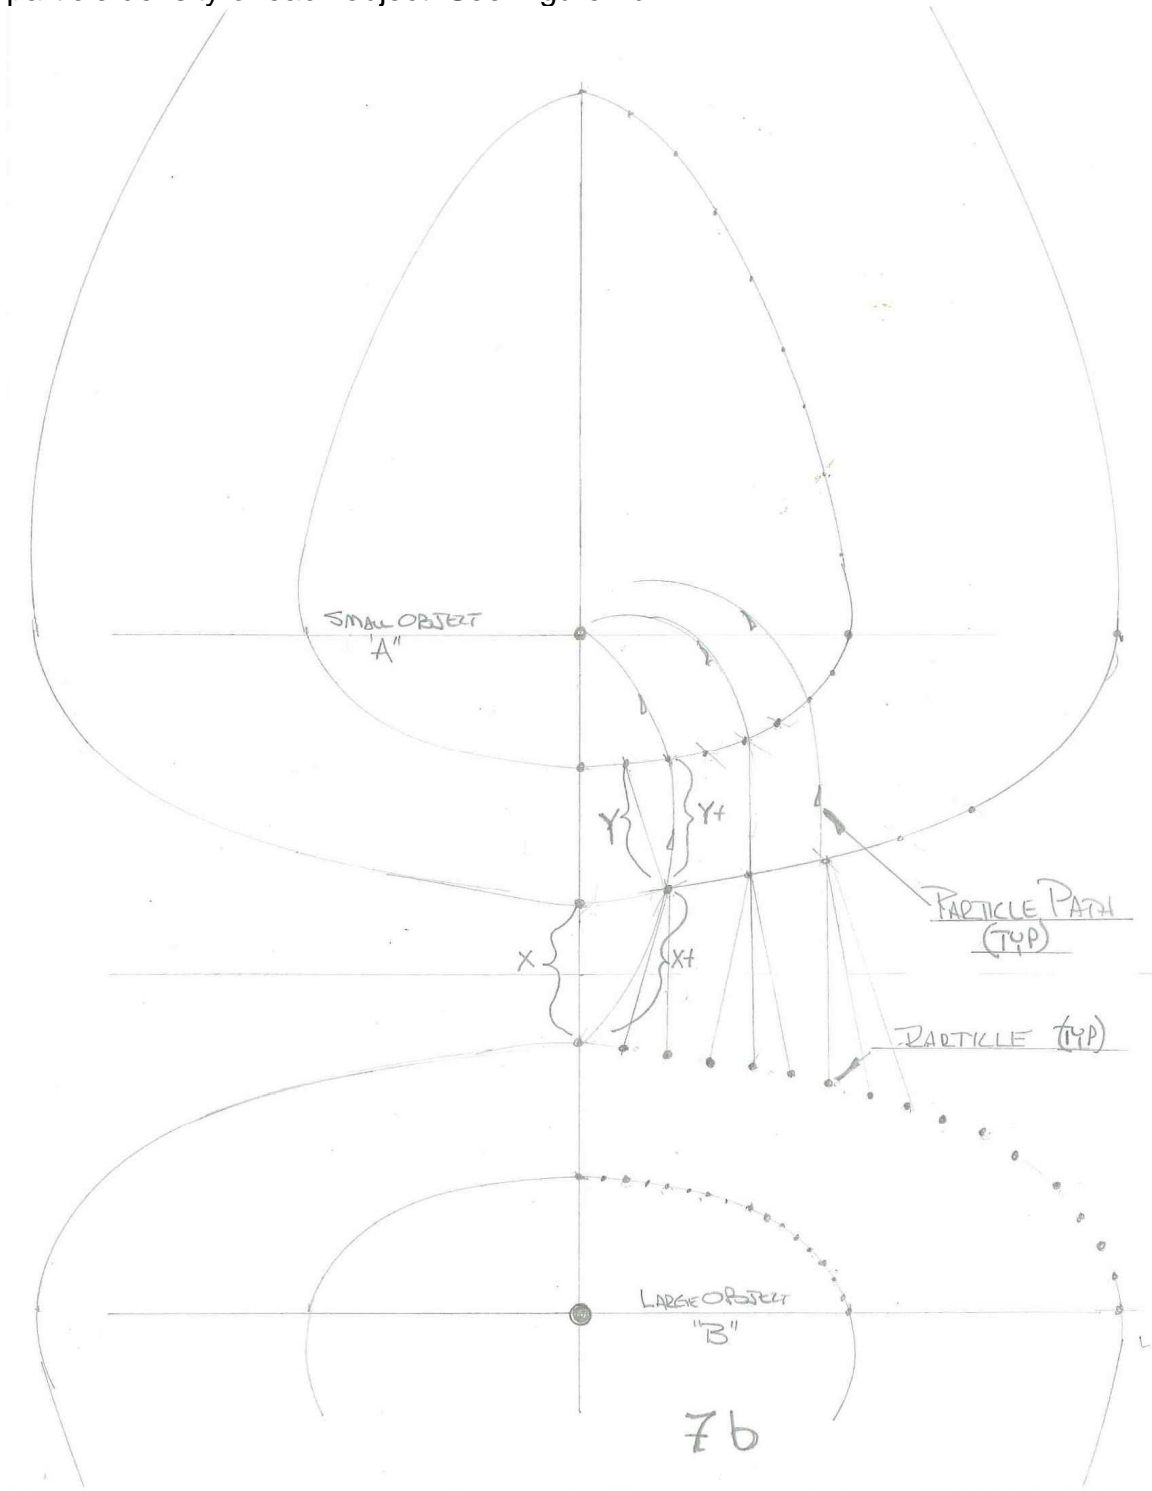 SMALL OBJECT
"A"
Y
Y+
PARTICLE PATH
(TYP)
X
X+
PARTICLE (TYP)
LARGE OBJECT
"B"
L
7b